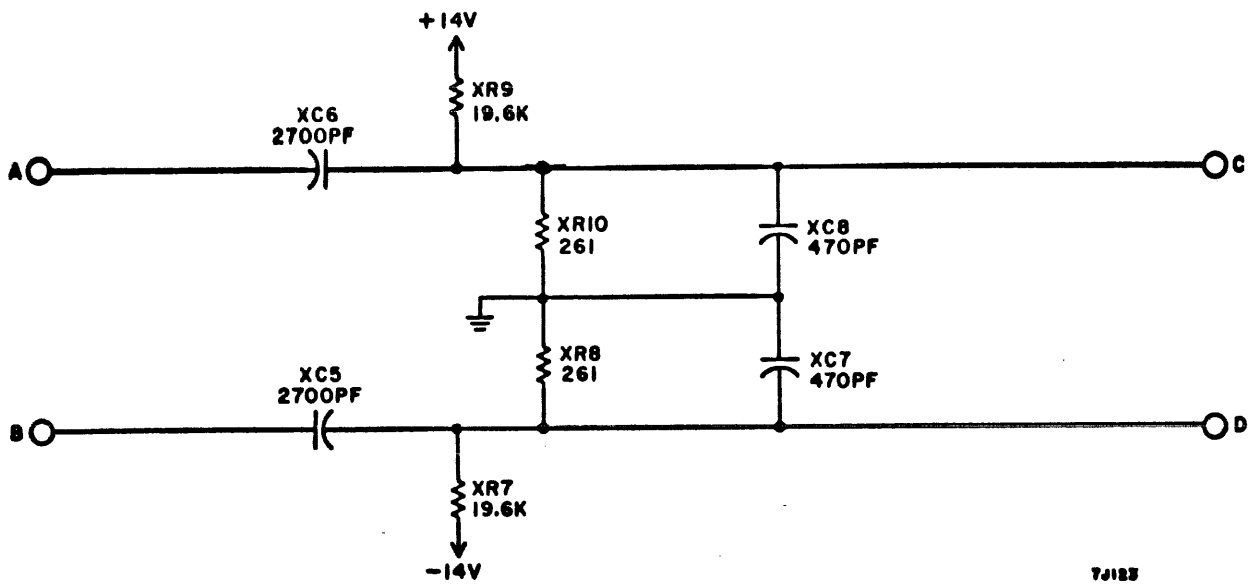 +14V
XR9
19.6K
XC6
2700PF
A
C
XR10
261
XC8
470PF
XR8
261
XC7
470PF
XC5
2700PF
B
D
XR7
19.6K
-14V
7J123